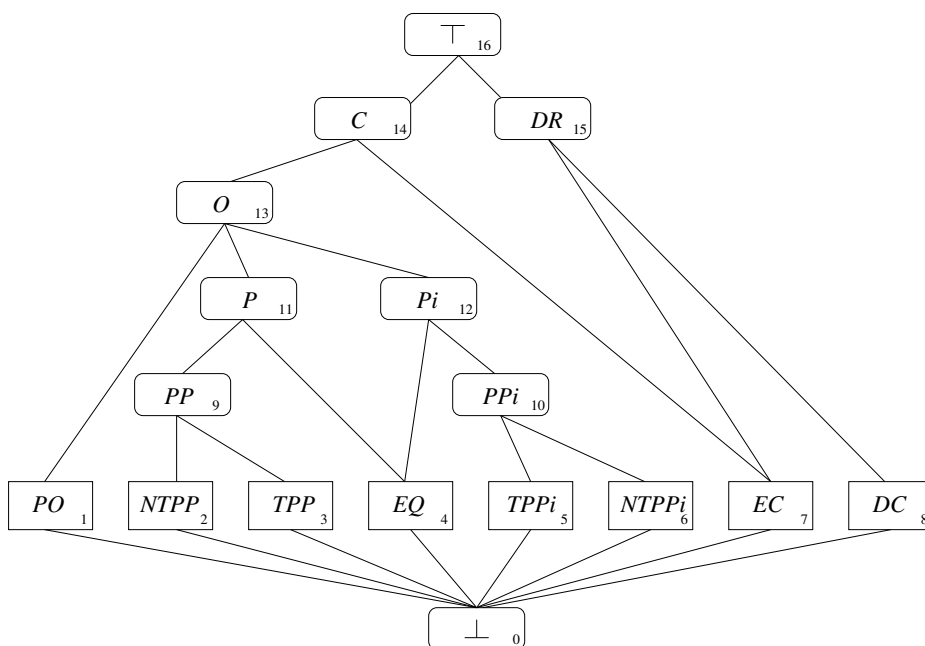 ⊤ 16
C 14
DR 15
O 13
P 11
Pi 12
PP 9
PPi 10
PO 1
NTPP 2
TPP 3
EQ 4
TPPi 5
NTPPi 6
EC 7
DC 8
⊥ 0